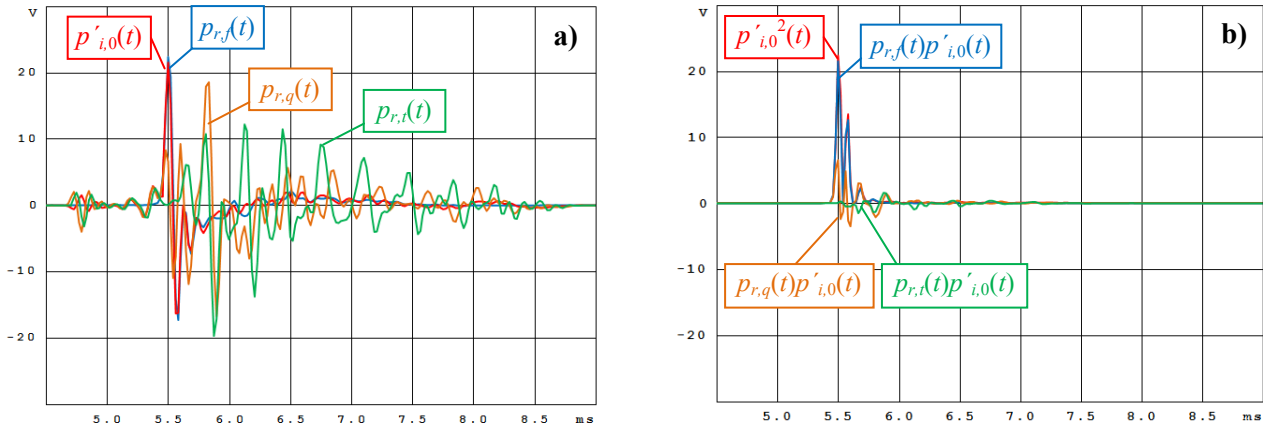 V
a)
p´i,0(t)
pr,f(t)
pr,q(t)
pr,t(t)
20
10
0
-10
-20
5.0 5.5 6.0 6.5 7.0 7.5 8.0 8.5 ms
V
b)
p´i,0²(t)
pr,f(t)p´i,0(t)
20
10
0
-10
-20
pr,q(t)p´i,0(t)
pr,t(t)p´i,0(t)
5.0 5.5 6.0 6.5 7.0 7.5 8.0 8.5 ms